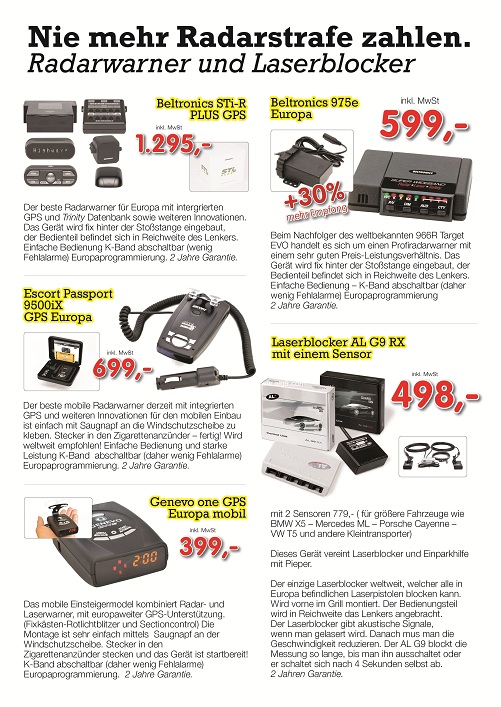 Nie mehr Radarstrafe zahlen.
Radarwarner und Laserblocker
Beltronics STi-R
PLUS GPS
inkl. MwSt
1.295,-
Der beste Radarwarner für Europa mit intergrierten
GPS und Trinity Datenbank sowie weiteren Innovationen.
Das Gerät wird fix hinter der Stoßstange eingebaut,
der Bedienteil befindet sich in Reichweite des Lenkers.
Einfache Bedienung K-Band abschaltbar (wenig
Fehlalarme) Europaprogrammierung. 2 Jahre Garantie.
Escort Passport
9500iX
GPS Europa
inkl. MwSt
699,-
Der beste mobile Radarwarner derzeit mit integrierten
GPS und weiteren Innovationen für den mobilen Einbau
ist einfach mit Saugnapf an die Windschutzscheibe zu
kleben. Stecker in den Zigarettenanzünder – fertig! Wird
weltweit empfohlen! Einfache Bedienung und starke
Leistung K-Band abschaltbar (daher wenig Fehlalarme)
Europaprogrammierung. 2 Jahre Garantie.
Genevo one GPS
Europa mobil
inkl. MwSt
399,-
GENEVO
200
Das mobile Einsteigermodel kombiniert Radar- und
Laserwarner, mit europaweiter GPS-Unterstützung.
(Fixkästen-Rotlichtblitzer und Sectioncontrol) Die
Montage ist sehr einfach mittels Saugnapf an der
Windschutzscheibe. Stecker in den
Zigarettenanzünder stecken und das Gerät ist startbereit!
K-Band abschaltbar (daher wenig Fehlalarme)
Europaprogrammierung. 2 Jahre Garantie.
Beltronics 975e
Europa
inkl. MwSt
599,-
+30%
mehr Empfang
Beim Nachfolger des weltbekannten 966R Target
EVO handelt es sich um einen Profiradarwarner mit
einem sehr guten Preis-Leistungsverhältnis. Das
Gerät wird fix hinter der Stoßstange eingebaut, der
Bedienteil befindet sich in Reichweite des Lenkers.
Einfache Bedienung – K-Band abschaltbar (daher
wenig Fehlalarme) Europaprogrammierung
2 Jahre Garantie.
Laserblocker AL G9 RX
mit einem Sensor
inkl. MwSt
498,-
mit 2 Sensoren 779,- ( für größere Fahrzeuge wie
BMW X5 – Mercedes ML – Porsche Cayenne –
VW T5 und andere Kleintransporter)
Dieses Gerät vereint Laserblocker und Einparkhilfe
mit Pieper.
Der einzige Laserblocker weltweit, welcher alle in
Europa befindlichen Laserpistolen blocken kann.
Wird vorne im Grill montiert. Der Bedienungsteil
wird in Reichweite das Lenkers angebracht.
Der Laserblocker gibt akustische Signale,
wenn man gelasert wird. Danach mus man die
Geschwindigkeit reduzieren. Der AL G9 blockt die
Messung so lange, bis man ihn ausschaltet oder
er schaltet sich nach 4 Sekunden selbst ab.
2 Jahren Garantie.